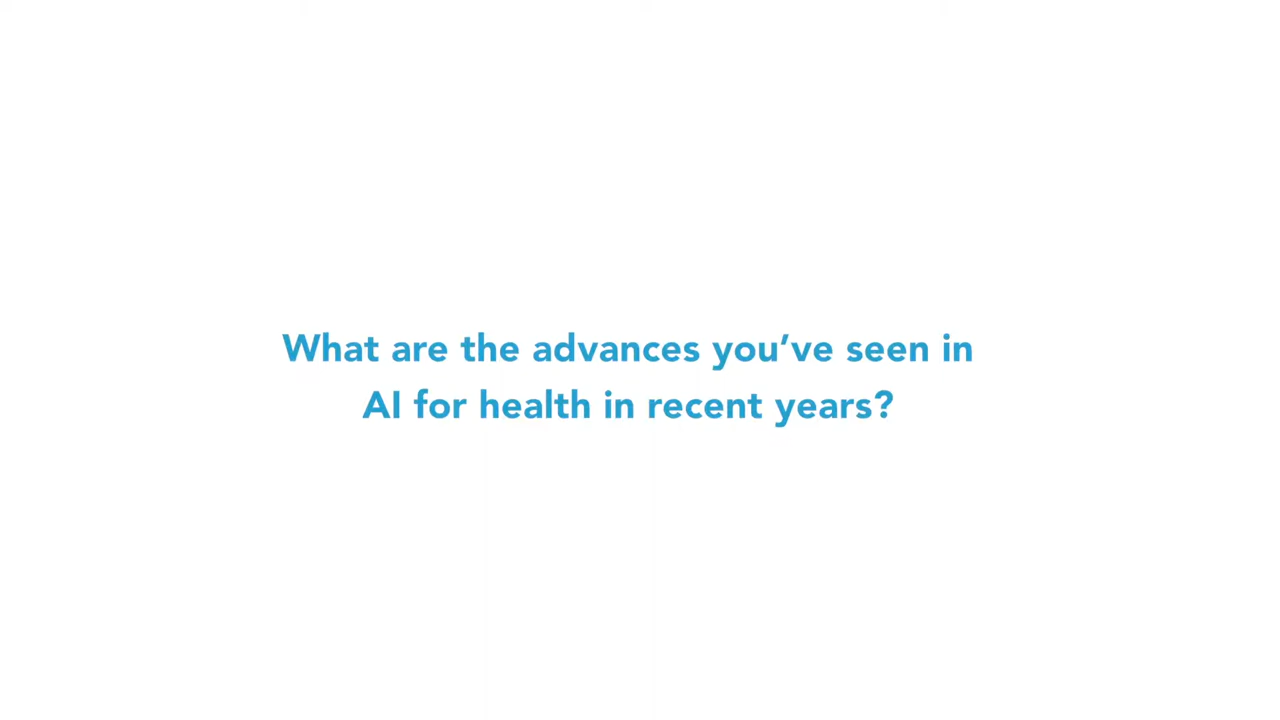 What are the advances you’ve seen in
AI for health in recent years?